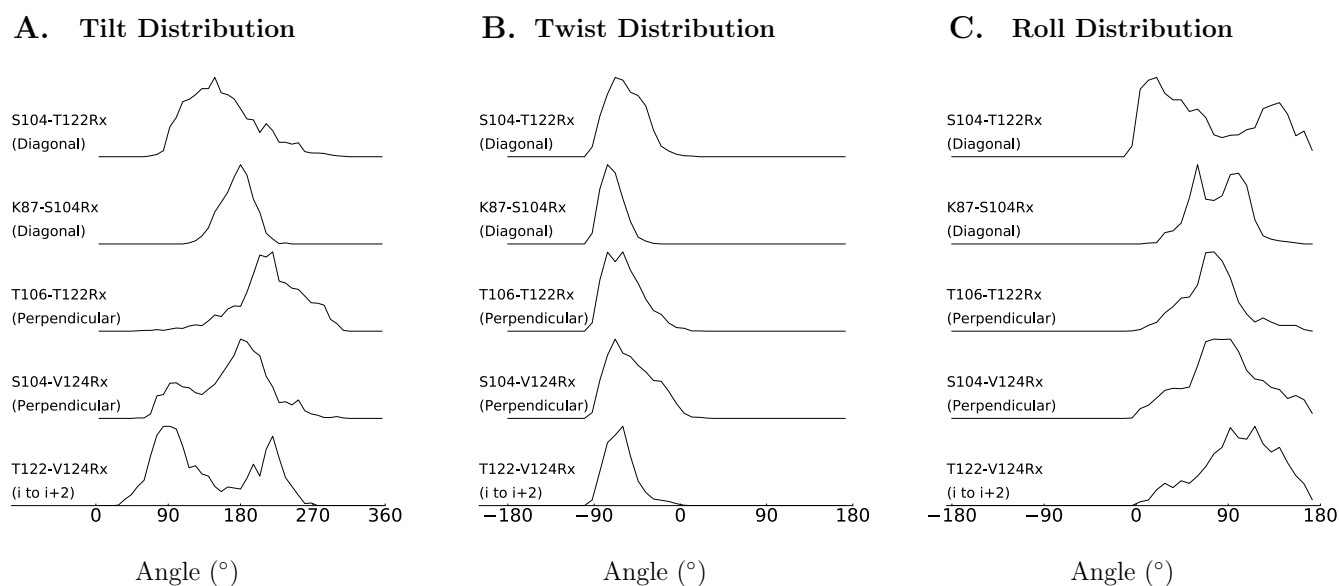 A. Tilt Distribution
S104-T122Rx
(Diagonal)
K87-S104Rx
(Diagonal)
T106-T122Rx
(Perpendicular)
S104-V124Rx
(Perpendicular)
T122-V124Rx
(i to i+2)
0 90 180 270 360
Angle (°)
B. Twist Distribution
S104-T122Rx
(Diagonal)
K87-S104Rx
(Diagonal)
T106-T122Rx
(Perpendicular)
S104-V124Rx
(Perpendicular)
T122-V124Rx
(i to i+2)
−180 −90 0 90 180
Angle (°)
C. Roll Distribution
S104-T122Rx
(Diagonal)
K87-S104Rx
(Diagonal)
T106-T122Rx
(Perpendicular)
S104-V124Rx
(Perpendicular)
T122-V124Rx
(i to i+2)
−180 −90 0 90 180
Angle (°)